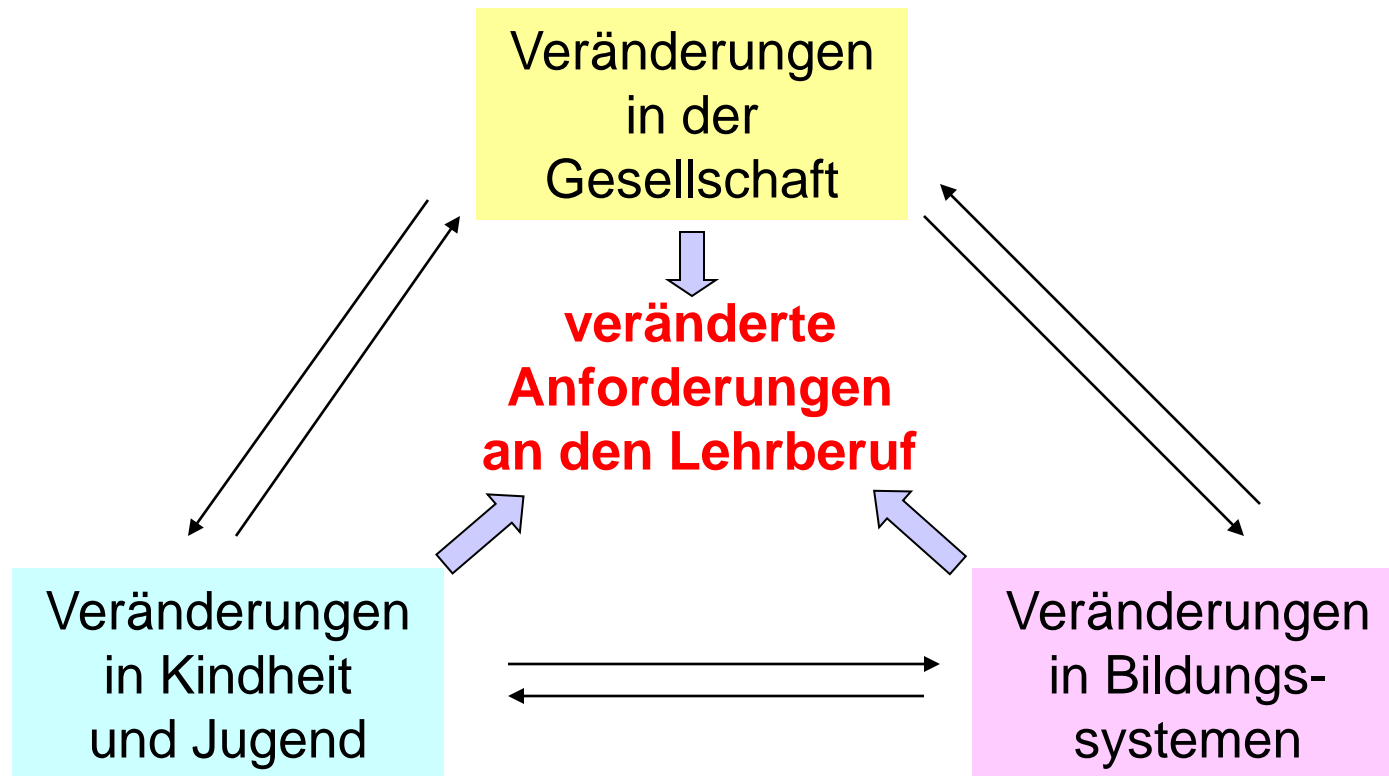 Veränderungen
in der
Gesellschaft
veränderte
Anforderungen
an den Lehrberuf
Veränderungen
in Kindheit
und Jugend
Veränderungen
in Bildungs-
systemen